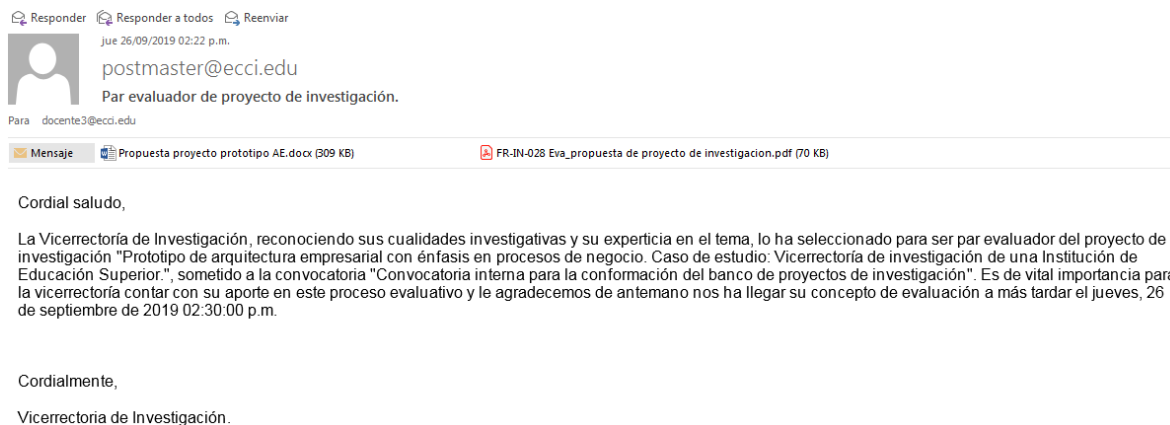 Responder Responder a todos Reenviar
jue 26/09/2019 02:22 p.m.
postmaster@ecci.edu
Par evaluador de proyecto de investigación.
Para docente3@ecci.edu
Mensaje Propuesta proyecto prototipo AE.docx (309 KB) FR-IN-028 Eva_propuesta de proyecto de investigacion.pdf (70 KB)
Cordial saludo,
La Vicerrectoría de Investigación, reconociendo sus cualidades investigativas y su experticia en el tema, lo ha seleccionado para ser par evaluador del proyecto de
investigación "Prototipo de arquitectura empresarial con énfasis en procesos de negocio. Caso de estudio: Vicerrectoría de investigación de una Institución de
Educación Superior.", sometido a la convocatoria "Convocatoria interna para la conformación del banco de proyectos de investigación". Es de vital importancia para
la vicerrectoría contar con su aporte en este proceso evaluativo y le agradecemos de antemano nos ha llegar su concepto de evaluación a más tardar el jueves, 26
de septiembre de 2019 02:30:00 p.m.
Cordialmente,
Vicerrectoria de Investigación.